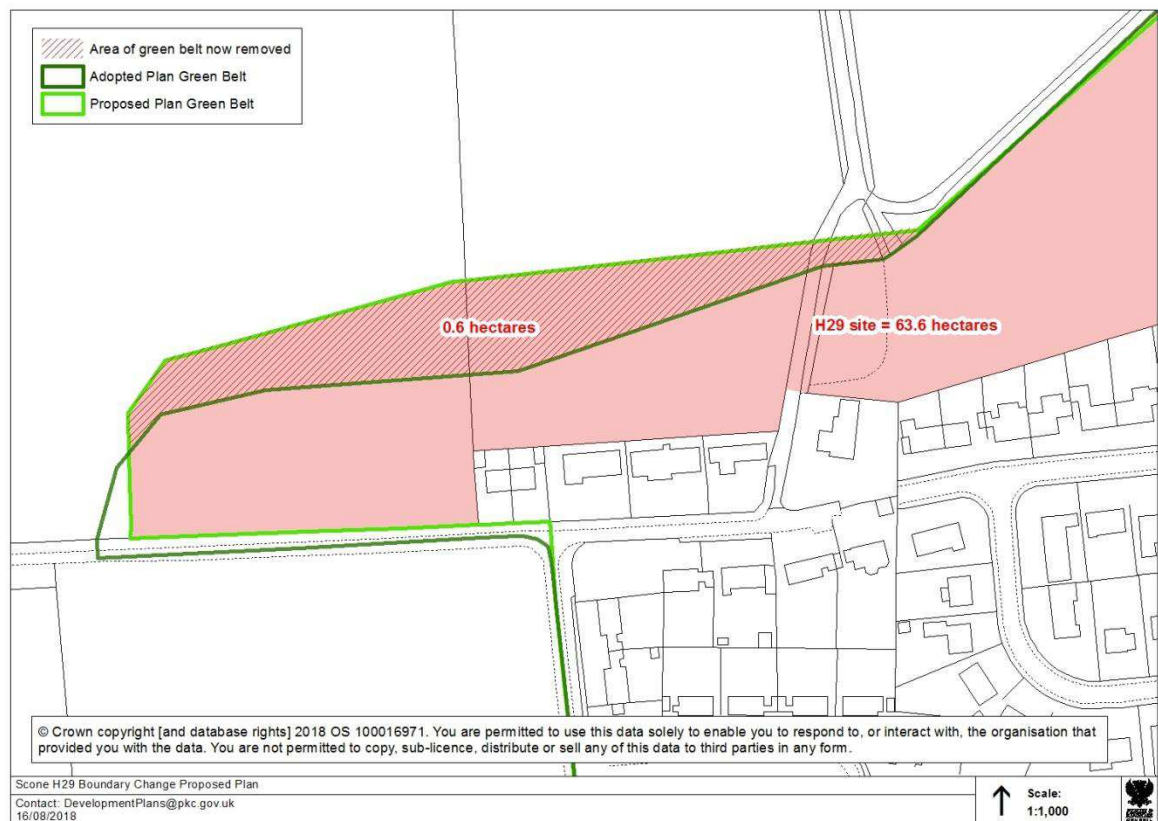 Area of green belt now removed
Adopted Plan Green Belt
Proposed Plan Green Belt
0.6 hectares
H29 site = 63.6 hectares
© Crown copyright [and database rights] 2018 OS 100016971. You are permitted to use this data solely to enable you to respond to, or interact with, the organisation that
provided you with the data. You are not permitted to copy, sub-licence, distribute or sell any of this data to third parties in any form.
Scone H29 Boundary Change Proposed Plan
Contact: DevelopmentPlans@pkc.gov.uk
16/08/2018
Scale:
1:1,000